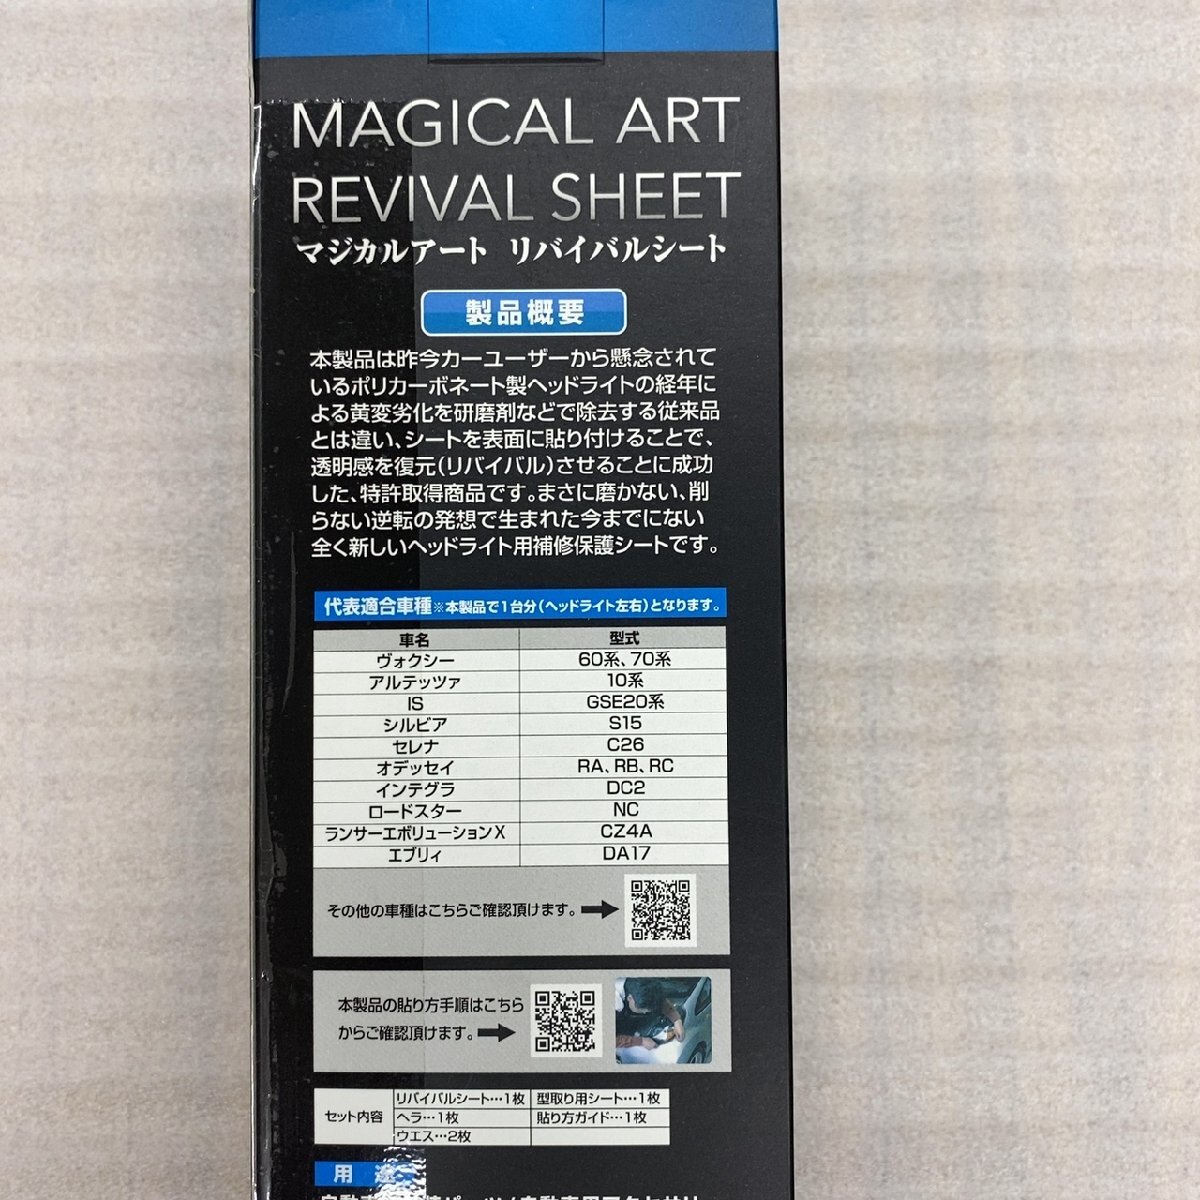 MAGICAL ART
REVIVAL SHEET
マジカルアート リバイバルシート
製品概要
本製品は昨今カーユーザーから懸念されて
いるポリカーボネート製ヘッドライトの経年に
よる黄変劣化を研磨剤などで除去する従来品
とは違い、シートを表面に貼り付けることで、
透明感を復元(リバイバル)させることに成功
した、特許取得商品です。まさに磨かない、削
らない逆転の発想で生まれた今までにない
全く新しいヘッドライト用補修保護シートです。
代表適合車種 ※本製品で1台分(ヘッドライト左右)となります。
車名 型式
ヴォクシー 60系、70系
アルテッツァ 10系
IS GSE20系
シルビア S15
セレナ C26
オデッセイ RA、RB、RC
インテグラ DC2
ロードスター NC
ランサーエボリューションX CZ4A
エブリィ DA17
その他の車種はこちらご確認頂けます。
本製品の貼り方手順はこちら
からご確認頂けます。
セット内容
リバイバルシート…1枚 型取り用シート…1枚
ヘラ…1枚 貼り方ガイド…1枚
ウエス…2枚
用途